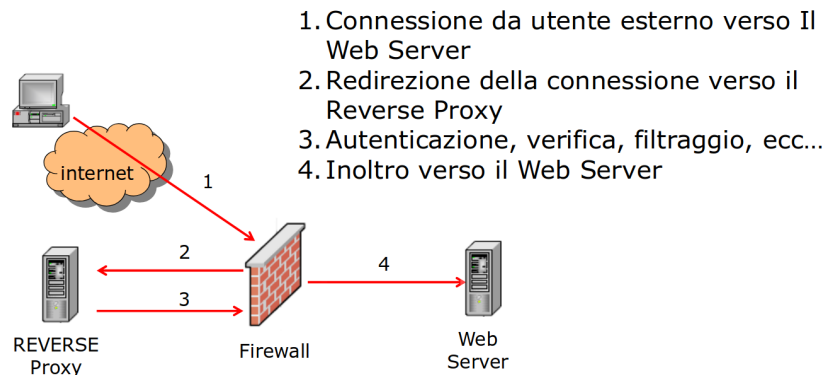 1. Connessione da utente esterno verso Il
Web Server
2. Redirezione della connessione verso il
Reverse Proxy
3. Autenticazione, verifica, filtraggio, ecc…
4. Inoltro verso il Web Server
internet
1
2
3
4
REVERSE
Proxy
Firewall
Web
Server